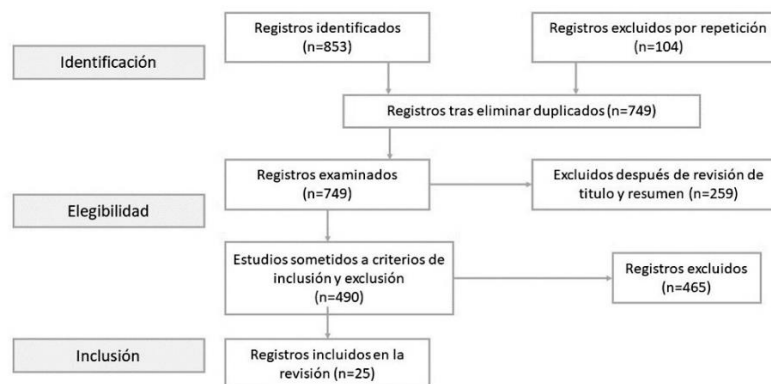 Registros identificados
(n=853)
Registros excluidos por repetición
(n=104)
Identificación
Registros tras eliminar duplicados (n=749)
Registros examinados
(n=749)
Excluidos después de revisión de
titulo y resumen (n=259)
Elegibilidad
Estudios sometidos a criterios de
inclusión y exclusión
(n=490)
Registros excluidos
(n=465)
Inclusión
Registros incluidos en la
revisión (n=25)